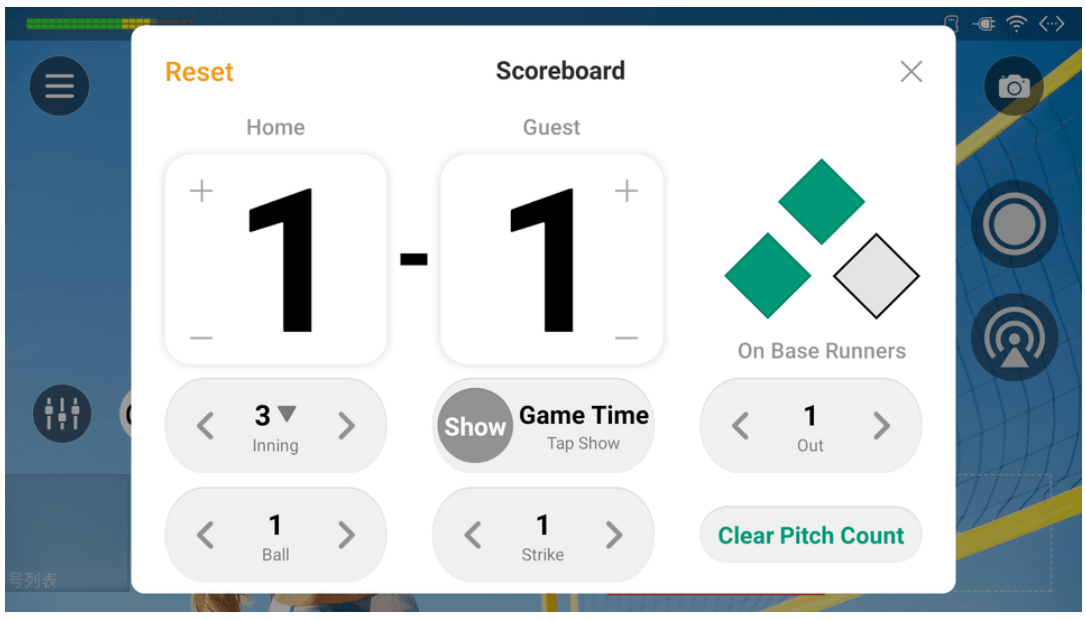 Reset
Scoreboard
Home
Guest
1
-
1
On Base Runners
3
Inning
Show
Game Time
Tap Show
1
Out
1
Ball
1
Strike
Clear Pitch Count
号列表